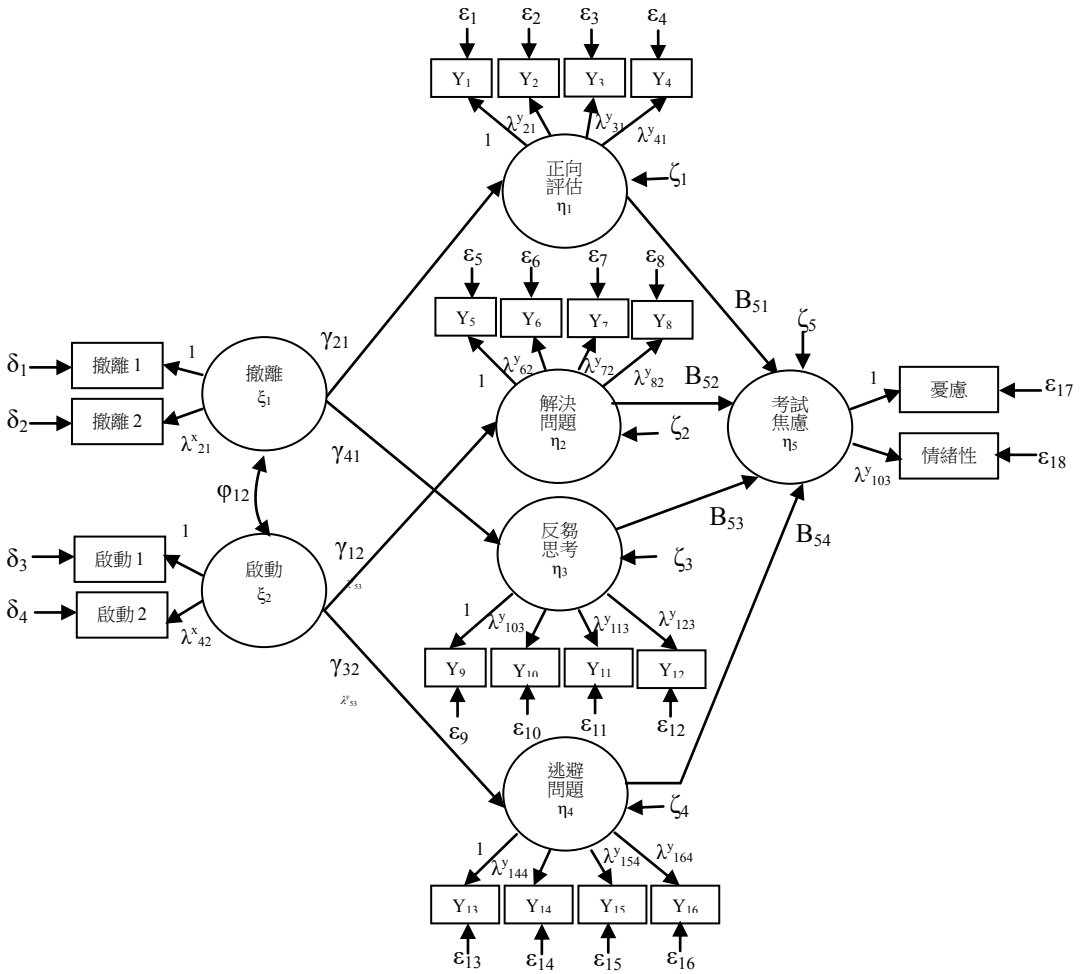 ε₁ ε₂ ε₃ ε₄
Y₁ Y₂ Y₃ Y₄
1 λʸ₂₁ λʸ₃₁ λʸ₄₁
正向
評估
η₁
ζ₁
ε₅ ε₆ ε₇ ε₈
Y₅ Y₆ Y₇ Y₈
1 λʸ₆₂ λʸ₇₂ λʸ₈₂
B₅₁
γ₂₁
δ₁ 撤離 1 1
δ₂ 撤離 2 λˣ₂₁
撤離
ξ₁
解決
問題
η₂
ζ₂
B₅₂
ζ₅
考試
焦慮
η₅
1 憂慮 ε₁₇
λʸ₁₀₃ 情緒性 ε₁₈
γ₄₁
φ₁₂
反芻
思考
η₃
ζ₃
B₅₃
B₅₄
δ₃ 啟動 1 1
δ₄ 啟動 2 λˣ₄₂
啟動
ξ₂
γ₁₂
γ₃₂
λʸ₅₃
1 λʸ₁₀₃ λʸ₁₁₃ λʸ₁₂₃
Y₉ Y₁₀ Y₁₁ Y₁₂
ε₉ ε₁₀ ε₁₁ ε₁₂
逃避
問題
η₄
ζ₄
1 λʸ₁₄₄ λʸ₁₅₄ λʸ₁₆₄
Y₁₃ Y₁₄ Y₁₅ Y₁₆
ε₁₃ ε₁₄ ε₁₅ ε₁₆